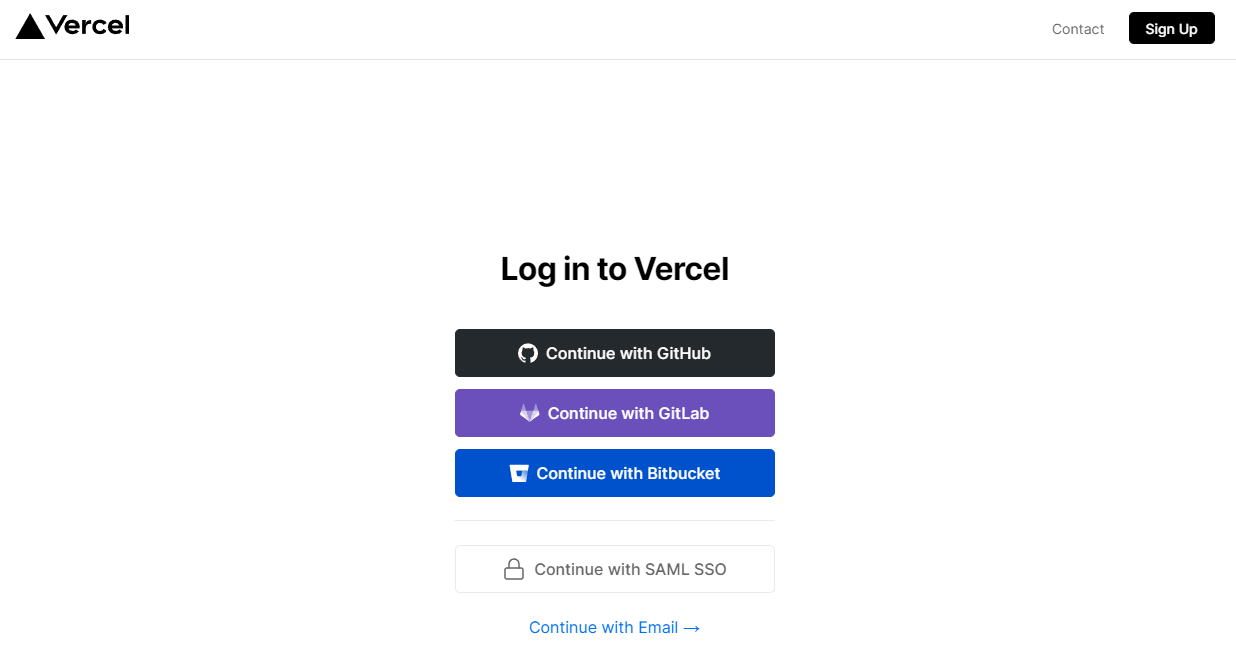 Vercel
Contact
Sign Up
Log in to Vercel
Continue with GitHub
Continue with GitLab
Continue with Bitbucket
Continue with SAML SSO
Continue with Email →